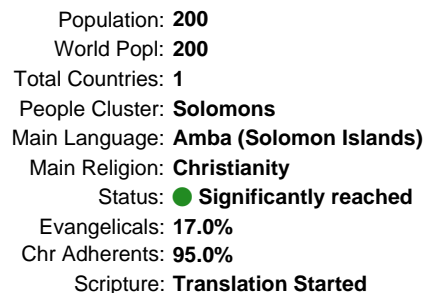 Population: 200
World Popl: 200
Total Countries: 1
People Cluster: Solomons
Main Language: Amba (Solomon Islands)
Main Religion: Christianity
Status: Significantly reached
Evangelicals: 17.0%
Chr Adherents: 95.0%
Scripture: Translation Started